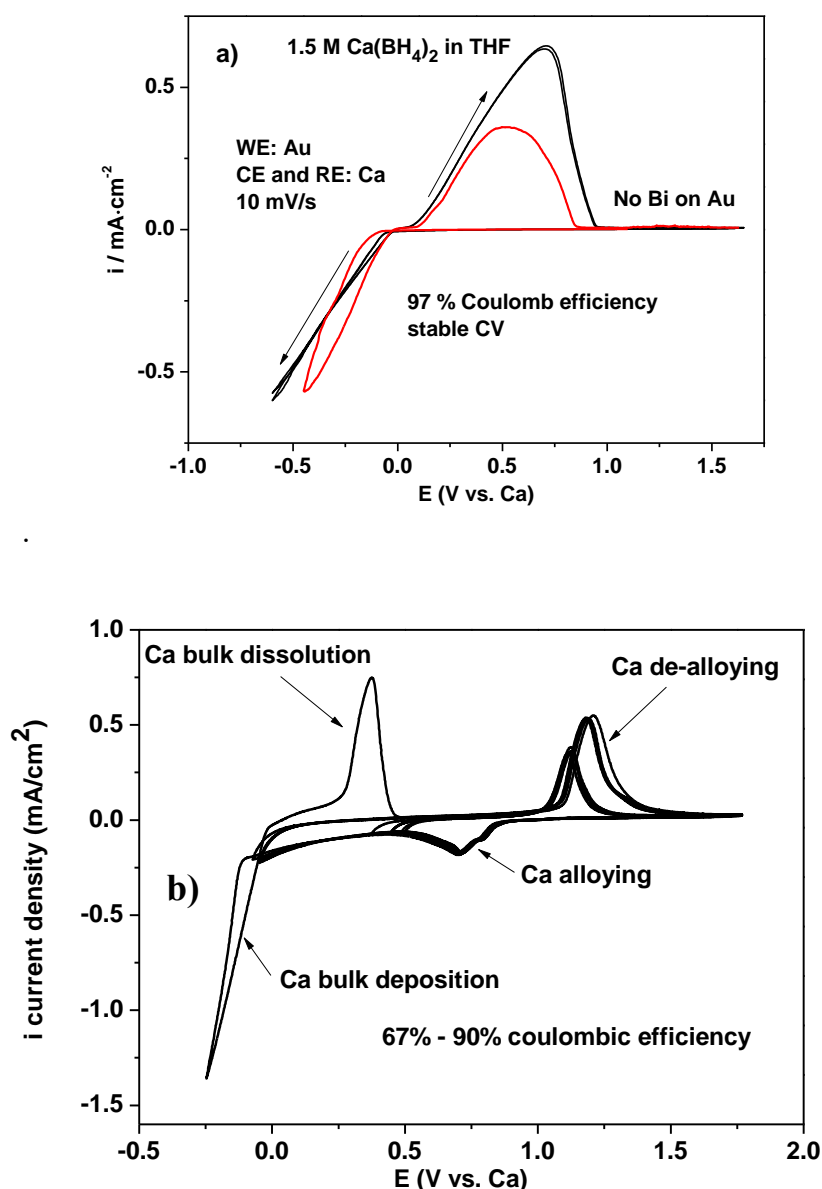 a)
1.5 M Ca(BH4)2 in THF
WE: Au
CE and RE: Ca
10 mV/s
No Bi on Au
97 % Coulomb efficiency
stable CV
i / mA·cm-2
0.5
0.0
-0.5
-1.0 -0.5 0.0 0.5 1.0 1.5
E (V vs. Ca)
.
Ca bulk dissolution
Ca de-alloying
Ca alloying
b)
Ca bulk deposition
67% - 90% coulombic efficiency
i current density (mA/cm2)
1.0
0.5
0.0
-0.5
-1.0
-1.5
-0.5 0.0 0.5 1.0 1.5 2.0
E (V vs. Ca)